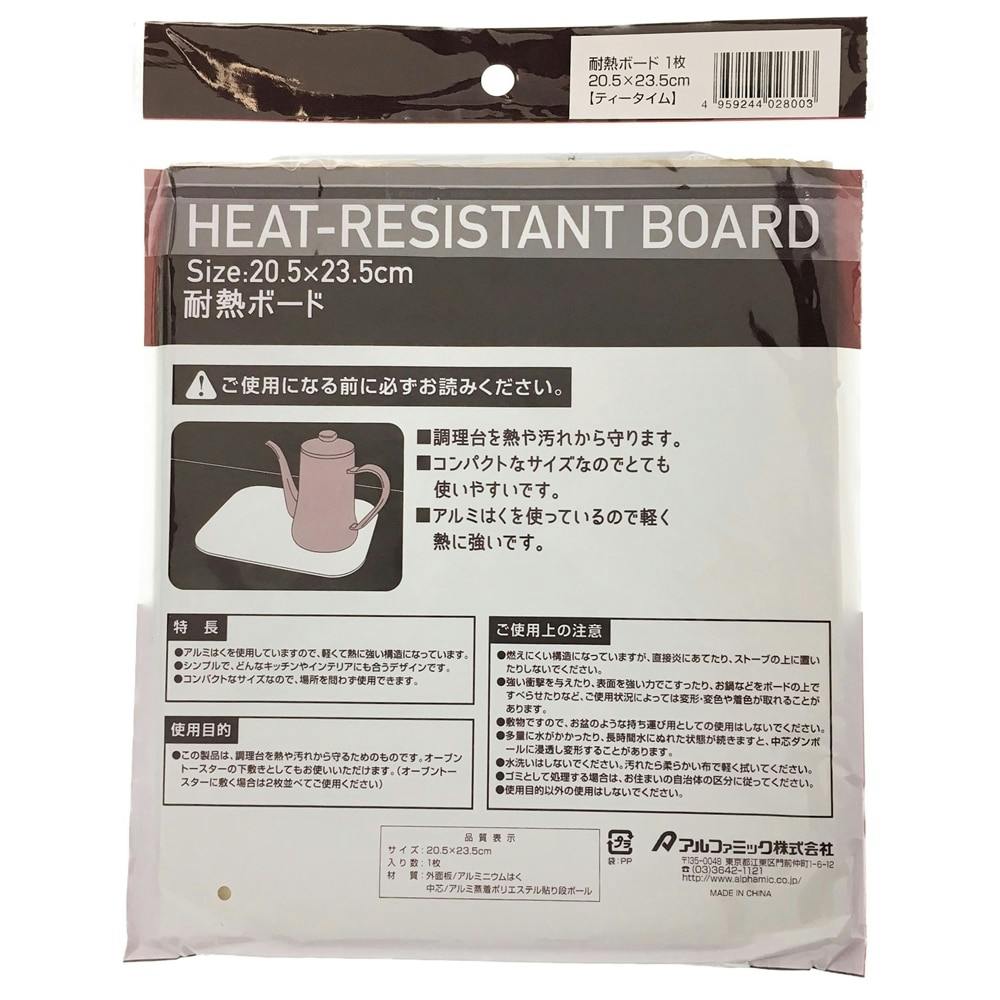 耐熱ボード 1枚
20.5×23.5cm
【ティータイム】
4 959244 028003
HEAT-RESISTANT BOARD
Size:20.5×23.5cm
耐熱ボード
ご使用になる前に必ずお読みください。
■調理台を熱や汚れから守ります。
■コンパクトなサイズなのでとても
使いやすいです。
■アルミはくを使っているので軽く
熱に強いです。
特長
●アルミはくを使用していますので、軽くて熱に強い構造になっています。
●シンプルで、どんなキッチンやインテリアにも合うデザインです。
●コンパクトなサイズなので、場所を問わず使用できます。
使用目的
●この製品は、調理台を熱や汚れから守るためのものです。オーブン
トースターの下敷きとしてもお使いいただけます。(オーブントー
スターに敷く場合は2枚並べてご使用ください)
ご使用上の注意
●燃えにくい構造になっていますが、直接炎にあてたり、ストーブの上に置い
たりしないでください。
●強い衝撃を与えたり、表面を強い力でこすったり、お鍋などをボードの上で
すべらせたりなど、ご使用状況によっては変形・変色や着色が取れることが
あります。
●敷物ですので、お盆のような持ち運び用としての使用はしないでください。
●多量に水がかかったり、長時間水にぬれた状態が続きますと、中芯ダンボ
ールに浸透し変形することがあります。
●水洗いはしないでください。汚れたら柔らかい布で軽く拭いてください。
●ゴミとして処理する場合は、お住まいの自治体の区分に従ってください。
●使用目的以外の使用はしないでください。
品質表示
サイズ:20.5×23.5cm
入り数:1枚
材 質:外面板/アルミニウムはく
中芯/アルミ蒸着ポリエステル貼り段ボール
プラ
袋:PP
アルファミック株式会社
〒135-0048 東京都江東区門前仲町1-6-12
☎(03)3642-1121
http://www.alphamic.co.jp/
MADE IN CHINA